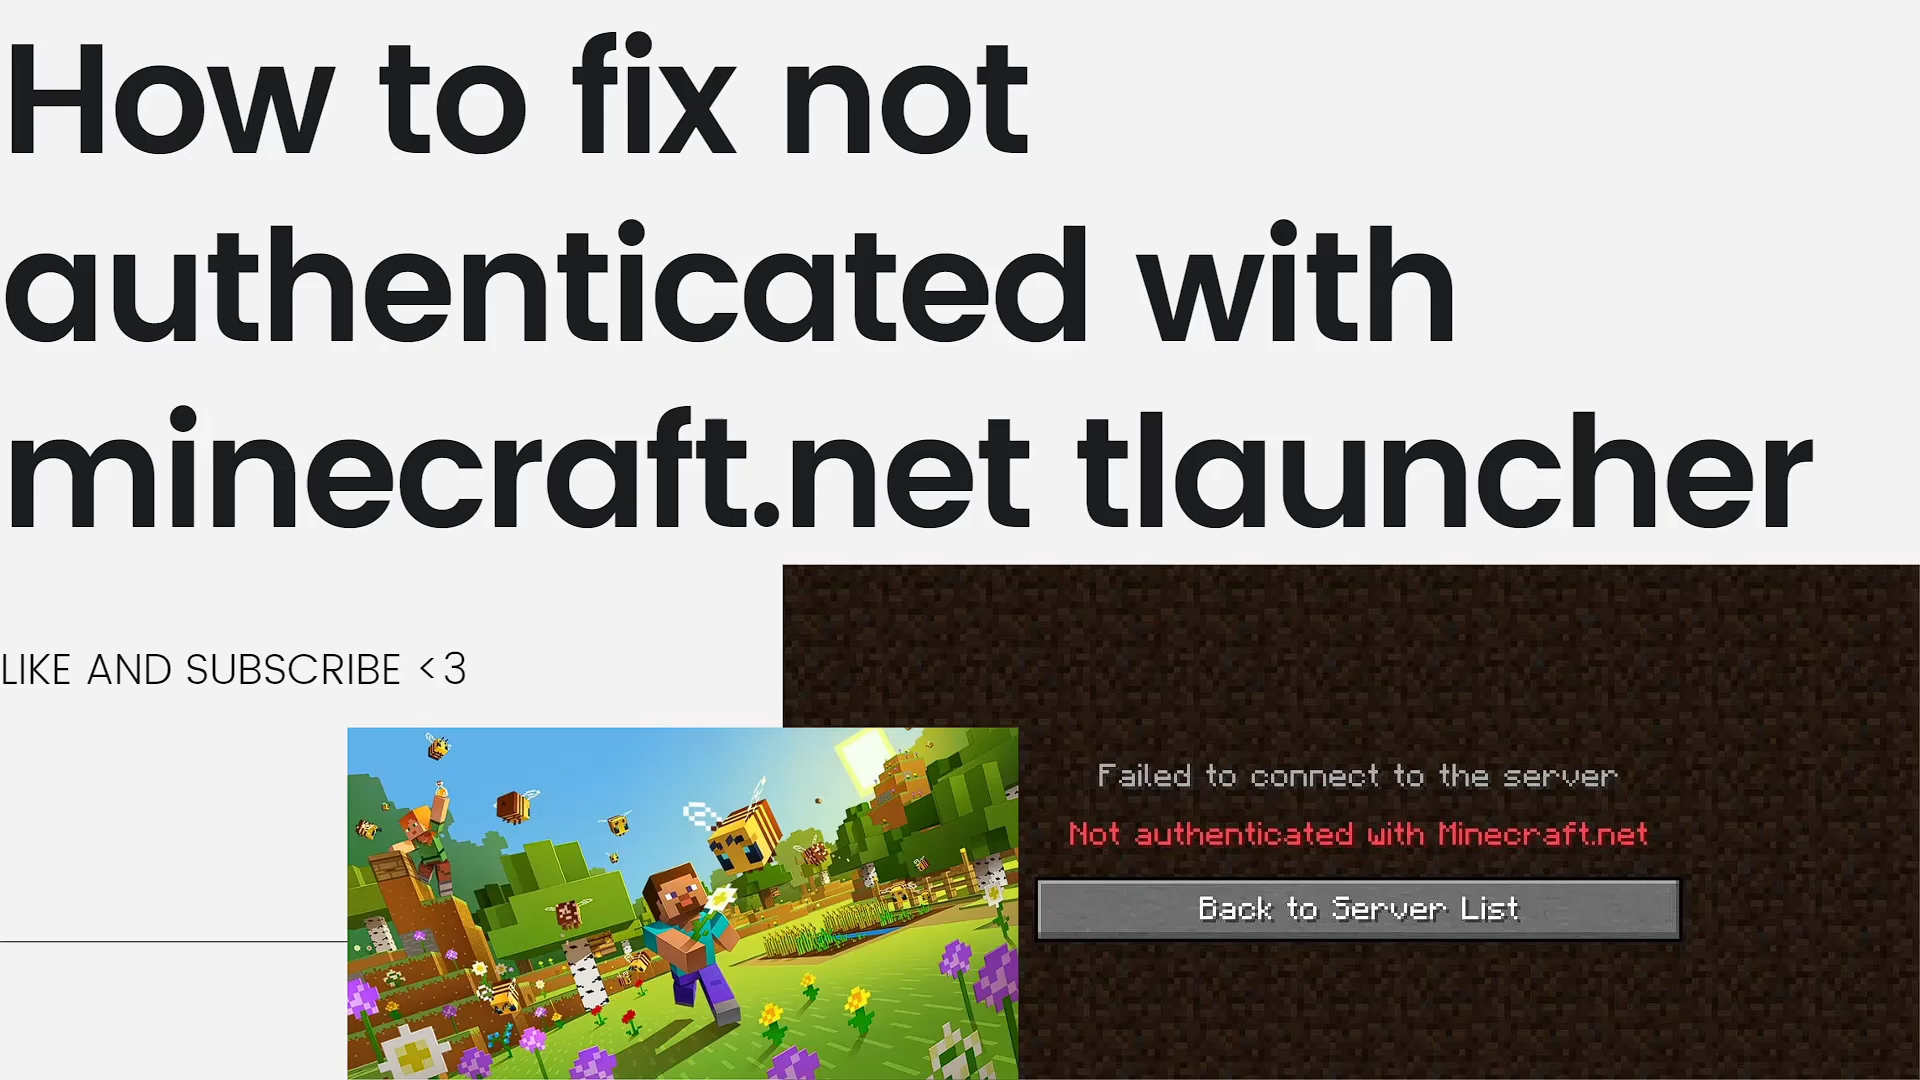 How to fix not
authenticated with
minecraft.net tlauncher
LIKE AND SUBSCRIBE <3
Failed to connect to the server
Not authenticated with Minecraft.net
Back to Server List